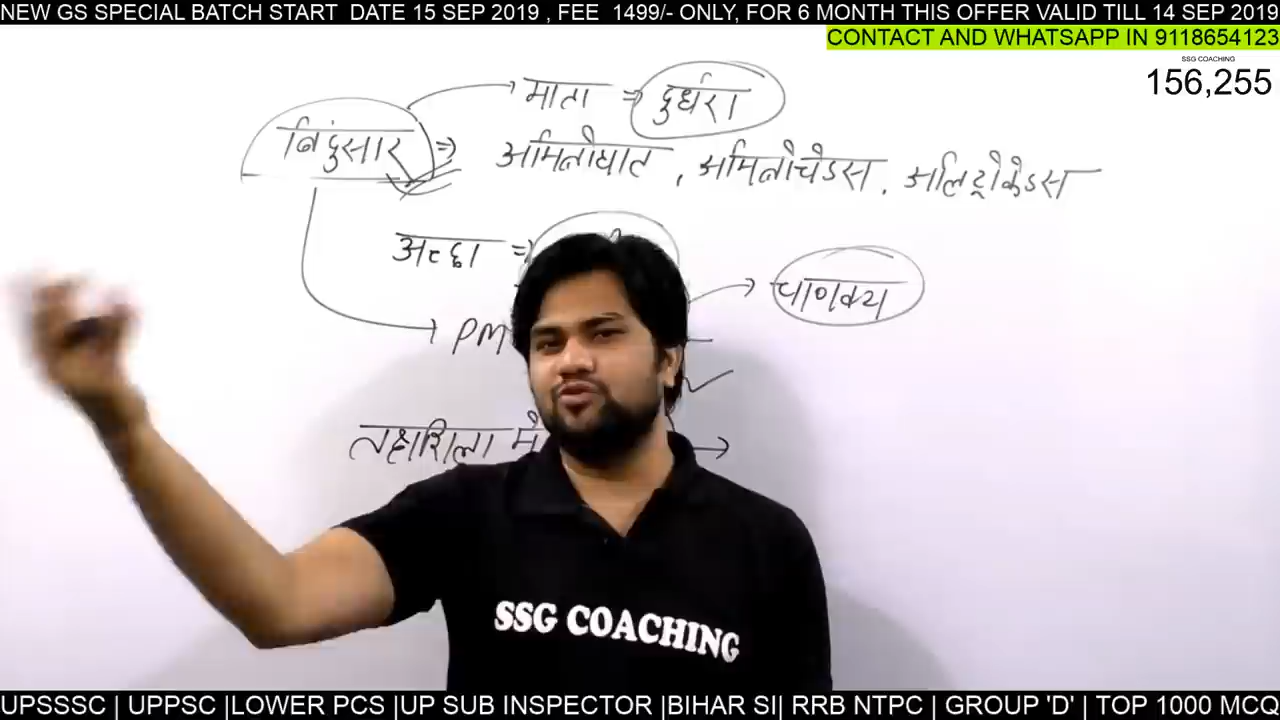 NEW GS SPECIAL BATCH START DATE 15 SEP 2019 , FEE 1499/- ONLY, FOR 6 MONTH THIS OFFER VALID TILL 14 SEP 2019
CONTACT AND WHATSAPP IN 9118654123
SSG COACHING
156,255
माता ⇒ दुर्धरा
बिंदुसार ⇒ अमितोघात , अमितोचेडस , अलिट्रोकेडस
अच्छा ⇒
चाणक्य
PM
तक्षशिला मे
SSG COACHING
UPSSSC | UPPSC |LOWER PCS |UP SUB INSPECTOR |BIHAR SI| RRB NTPC | GROUP 'D' | TOP 1000 MCQ